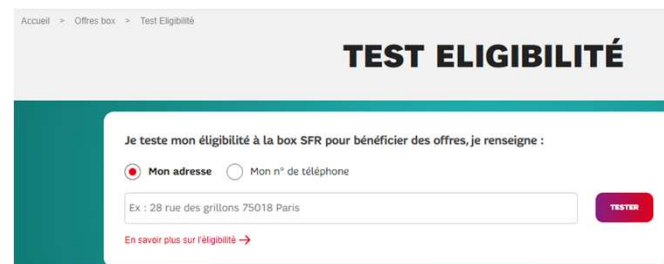 Accueil > Offres box > Test Eligibilité
TEST ELIGIBILITÉ
Je teste mon éligibilité à la box SFR pour bénéficier des offres, je renseigne :
Mon adresse Mon n° de téléphone
Ex : 28 rue des grillons 75018 Paris
TESTER
En savoir plus sur l'éligibilité →